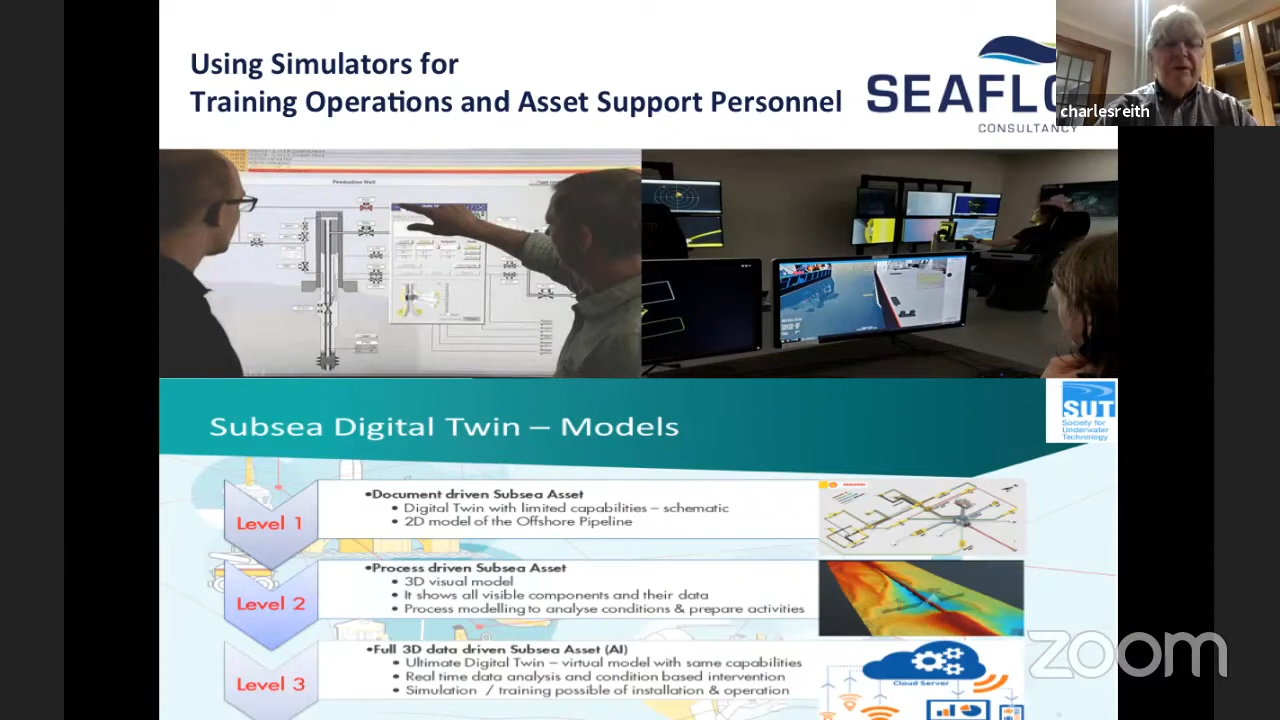 Using Simulators for
Training Operations and Asset Support Personnel
SEAFLO
CONSULTANCY
charlesreith
Production Well
Subsea Digital Twin – Models
SUT
Society for
Underwater
Technology
Level 1
•Document driven Subsea Asset
• Digital Twin with limited capabilities – schematic
• 2D model of the Offshore Pipeline
Level 2
•Process driven Subsea Asset
• 3D visual model
• It shows all visible components and their data
• Process modelling to analyse conditions & prepare activities
Level 3
•Full 3D data driven Subsea Asset (AI)
• Ultimate Digital Twin – virtual model with same capabilities
• Real time data analysis and condition based intervention
• Simulation / training possible of installation & operation
Cloud Server
zoom